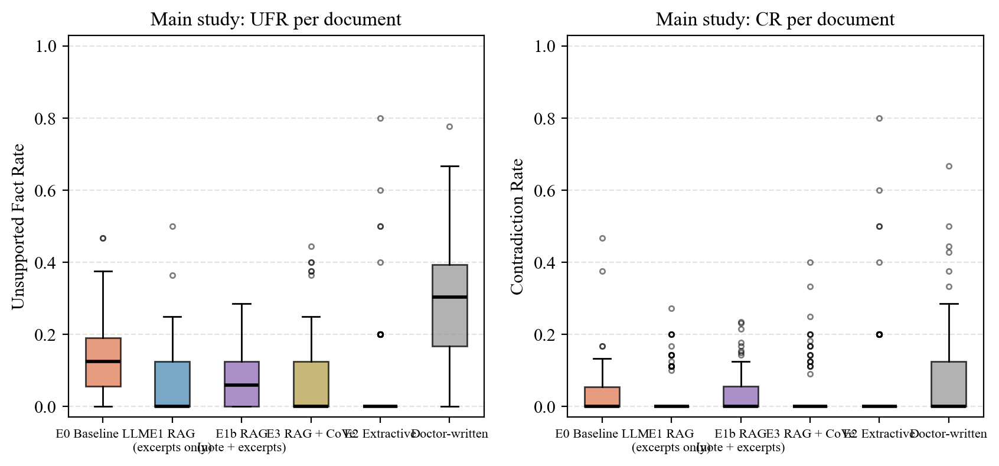 Main study: UFR per document
Unsupported Fact Rate
1.0
0.8
0.6
0.4
0.2
0.0
E0 Baseline LLM
E1 RAG
(excerpts only)
E1b RAG
(note + excerpts)
E3 RAG + CoVe
E2 Extractive
Doctor-written
Main study: CR per document
Contradiction Rate
1.0
0.8
0.6
0.4
0.2
0.0
E0 Baseline LLM
E1 RAG
(excerpts only)
E1b RAG
(note + excerpts)
E3 RAG + CoVe
E2 Extractive
Doctor-written